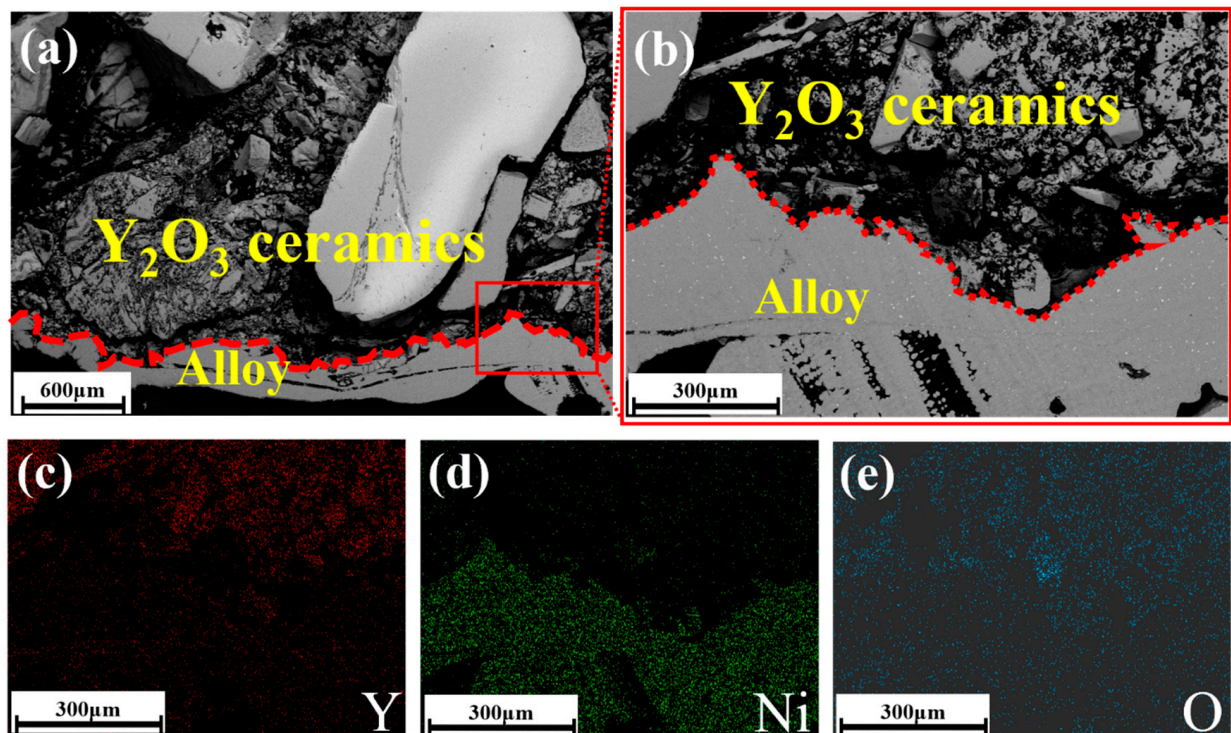 (a)
Y₂O₃ ceramics
Alloy
600μm
(b)
Y₂O₃ ceramics
Alloy
300μm
(c)
300μm
Y
(d)
300μm
Ni
(e)
300μm
O